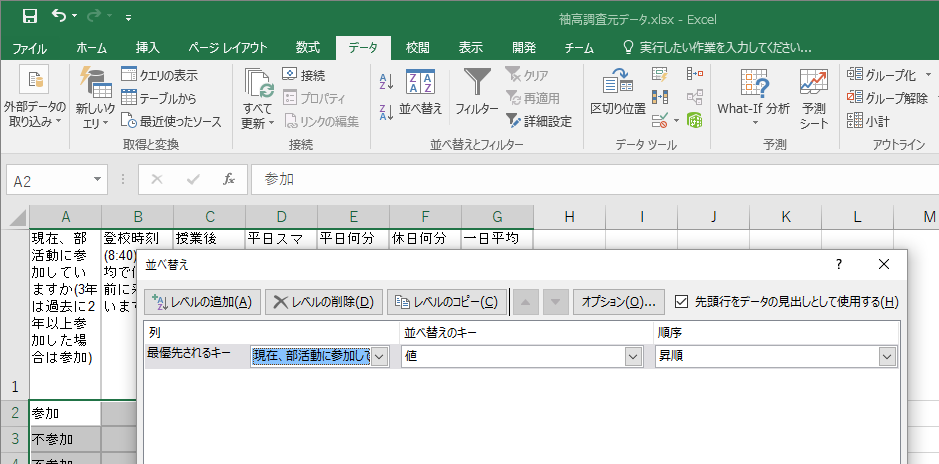 袖高調査元データ.xlsx - Excel
ファイル ホーム 挿入 ページ レイアウト 数式 データ 校閲 表示 開発 チーム 実行したい作業を入力してください...
外部データの
取り込み
新しいク
エリ
クエリの表示
テーブルから
最近使ったソース
取得と変換
すべて
更新
接続
プロパティ
リンクの編集
接続
並べ替え
フィルター
クリア
再適用
詳細設定
並べ替えとフィルター
区切り位置
データ ツール
What-If 分析
予測
シート
予測
グループ化
グループ解除
小計
アウトライン
A2
fx
参加
A B C D E F G H I J K L M
1
現在、部
活動に参
加してい
ますか(3年
は過去に2
年以上参
加した場
合は参加)
登校時刻
(8:40)
均で
前に
います
授業後
平日スマ
平日何分
休日何分
一日平均
並べ替え
? ×
レベルの追加(A) レベルの削除(D) レベルのコピー(C) オプション(O)... 先頭行をデータの見出しとして使用する(H)
列 並べ替えのキー 順序
最優先されるキー 現在、部活動に参加して 値 昇順
2 参加
3 不参加
4 不参加